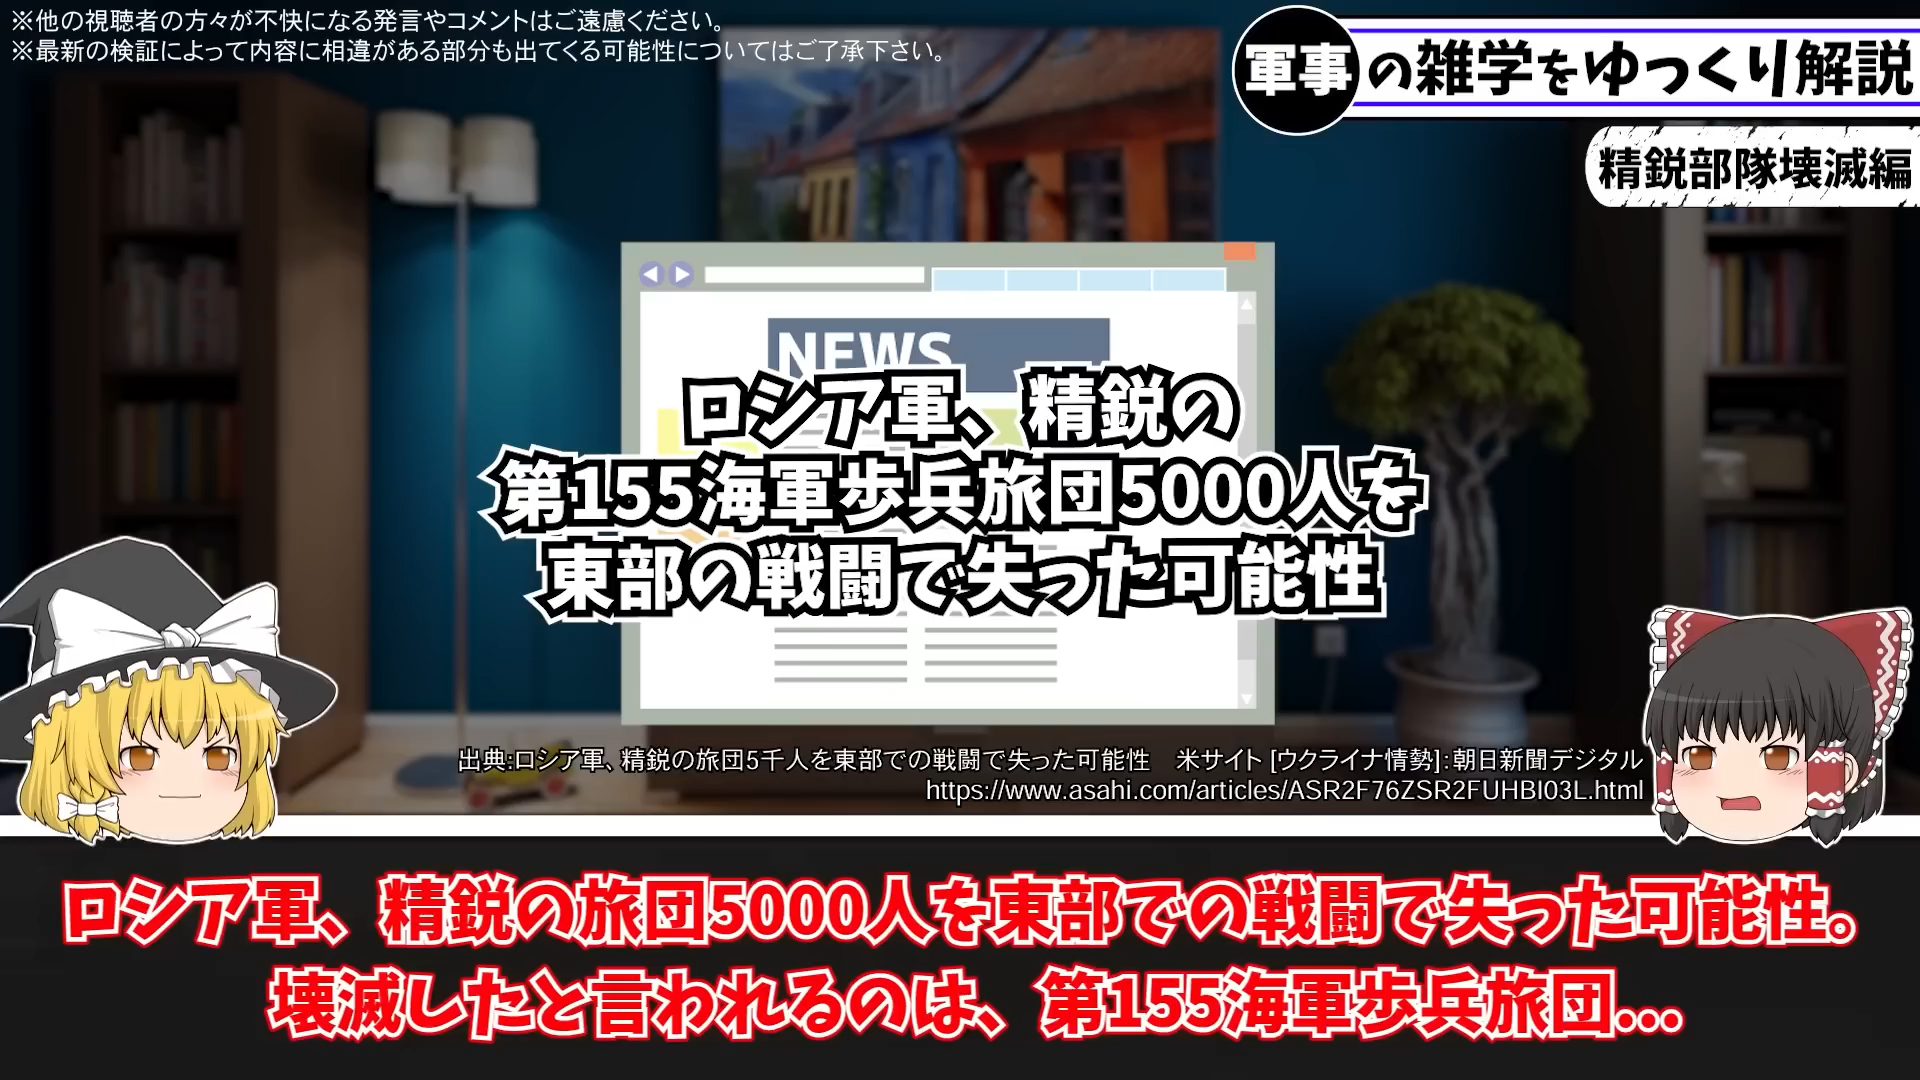 ※他の視聴者の方々が不快になる発言やコメントはご遠慮ください。
※最新の検証によって内容に相違がある部分も出てくる可能性についてはご了承下さい。
軍事の雑学をゆっくり解説
精鋭部隊壊滅編
NEWS
ロシア軍、精鋭の
第155海軍歩兵旅団5000人を
東部の戦闘で失った可能性
出典:ロシア軍、精鋭の旅団5千人を東部での戦闘で失った可能性　米サイト [ウクライナ情勢]:朝日新聞デジタル
https://www.asahi.com/articles/ASR2F76ZSR2FUHBI03L.html
ロシア軍、精鋭の旅団5000人を東部での戦闘で失った可能性。
壊滅したと言われるのは、第155海軍歩兵旅団...